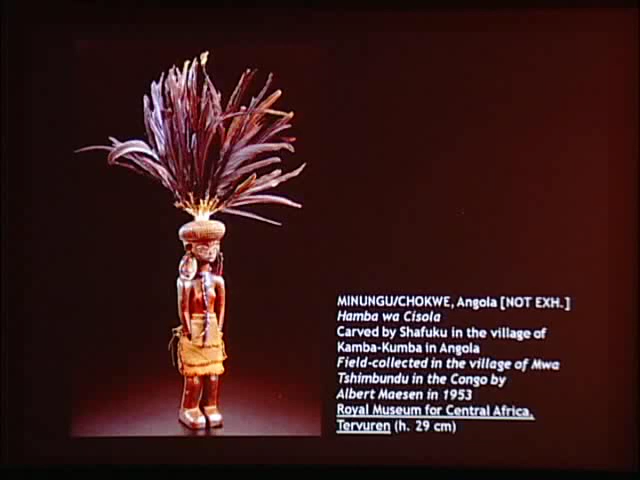 MINUNGU/CHOKWE, Angola [NOT EXH.]
Hamba wa Cisola
Carved by Shafuku in the village of
Kamba-Kumba in Angola
Field-collected in the village of Mwa
Tshimbundu in the Congo by
Albert Maesen in 1953
Royal Museum for Central Africa,
Tervuren (h. 29 cm)